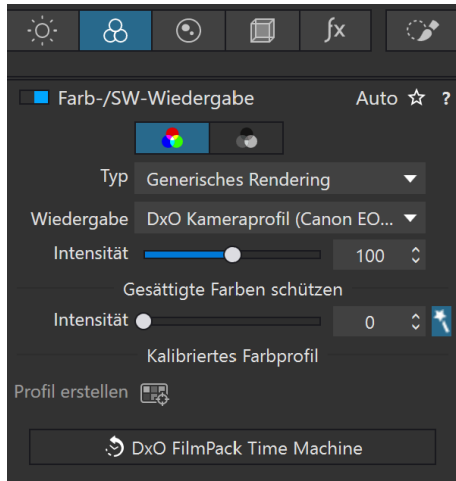 fx
Farb-/SW-Wiedergabe Auto ?
Typ Generisches Rendering
Wiedergabe DxO Kameraprofil (Canon EO...
Intensität 100
Gesättigte Farben schützen
Intensität 0
Kalibriertes Farbprofil
Profil erstellen
DxO FilmPack Time Machine